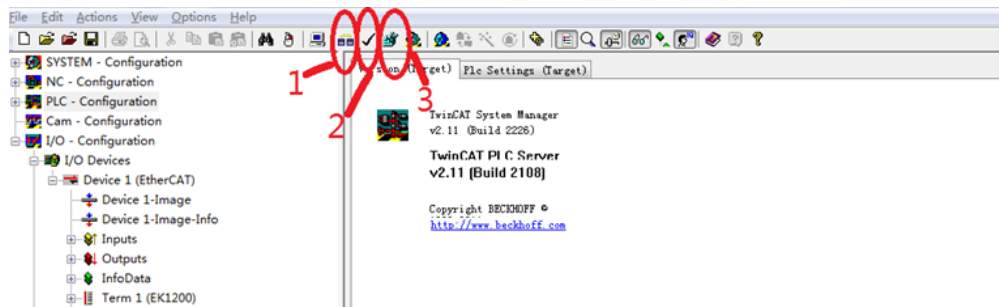 File Edit Actions View Options Help
1
2
3
SYSTEM - Configuration
NC - Configuration
PLC - Configuration
Cam - Configuration
I/O - Configuration
I/O Devices
Device 1 (EtherCAT)
Device 1-Image
Device 1-Image-Info
Inputs
Outputs
InfoData
Term 1 (EK1200)
Plc Settings (Target)
TwinCAT System Manager
v2.11 (Build 2226)
TwinCAT PLC Server
v2.11 (Build 2108)
Copyright BECKHOFF ©
http://www.beckhoff.com